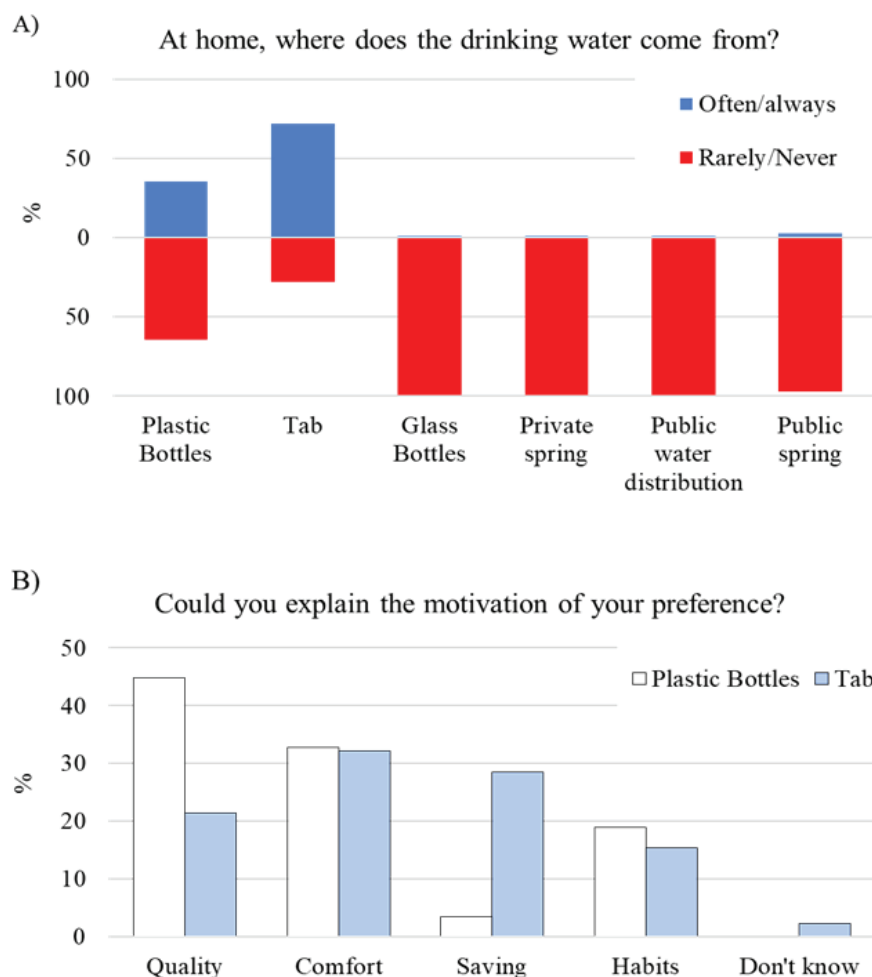 A)
At home, where does the drinking water come from?
100
Often/always
Rarely/Never
50
%
0
50
100
Plastic Bottles
Tab
Glass Bottles
Private spring
Public water distribution
Public spring
B)
Could you explain the motivation of your preference?
50
Plastic Bottles
Tab
40
30
%
20
10
0
Quality
Comfort
Saving
Habits
Don't know